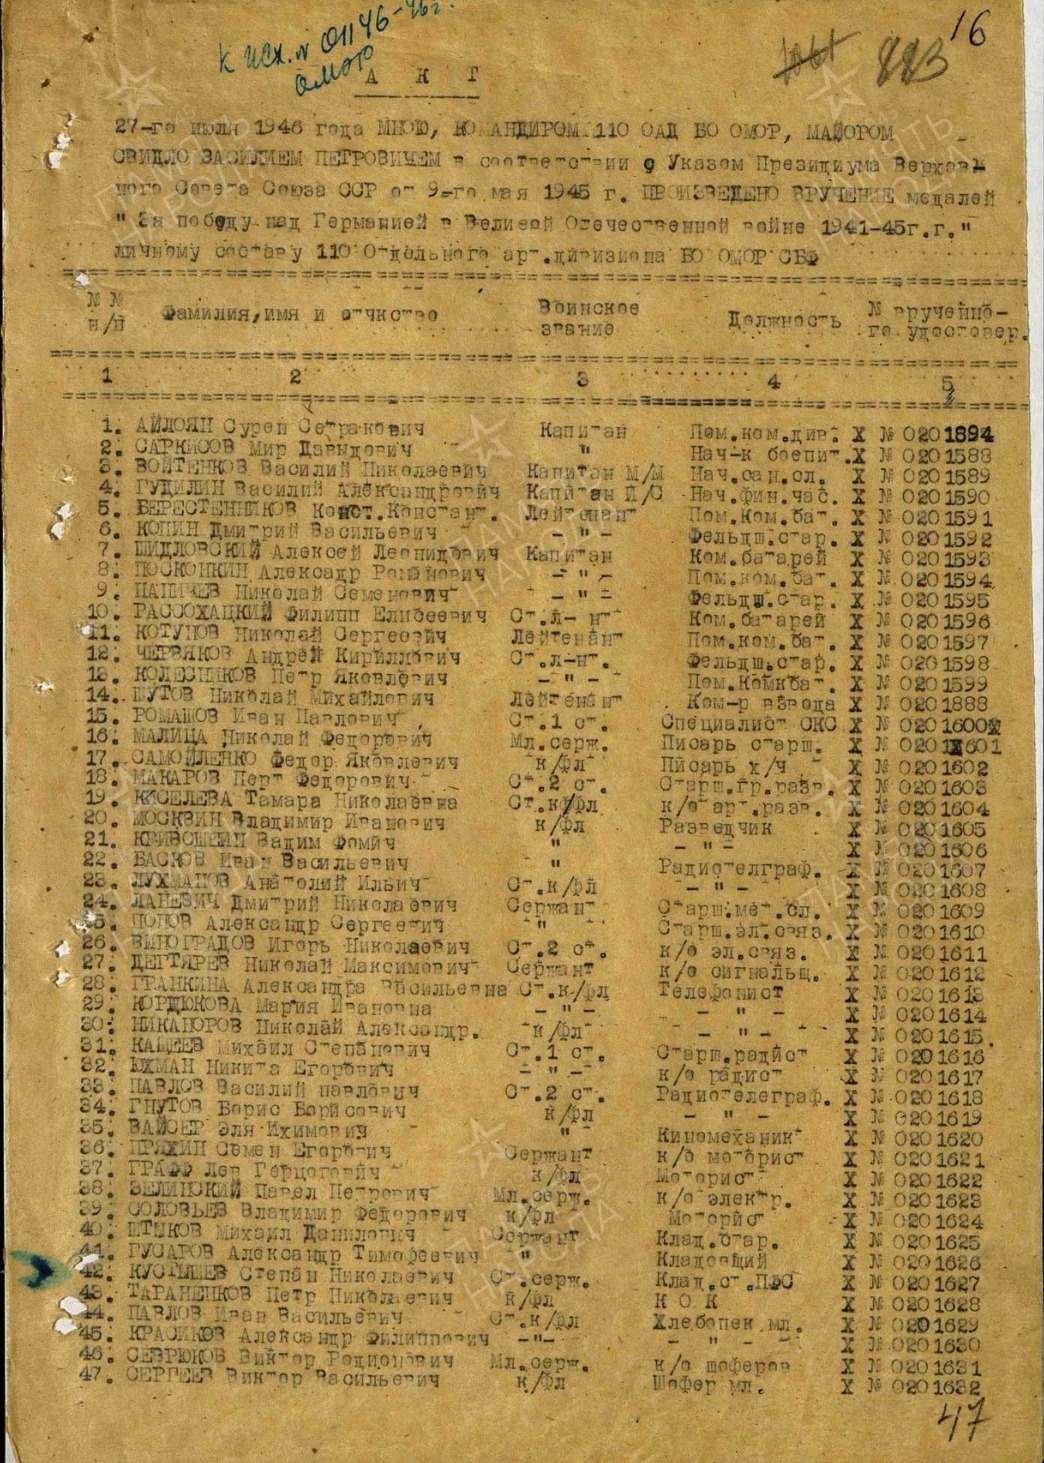 16
К исх. № 01146-46г.
ОМОР
883
А К Т
27-го июля 1946 года МНОЮ, КОМАНДИРОМ 110 ОАД БО ОМОР, МАЙОРОМ
СВИДЛО ВАСИЛИЕМ ПЕТРОВИЧЕМ в соответствии с Указом Президиума Верхов
ного Совета Союза ССР от 9-го мая 1945 г. ПРОИЗВЕДЕНО ВРУЧЕНИЕ медалей
" За победу над Германией в Великой Отечественной войне 1941-45г.г."
личному составу 110 Отдельного арт.дивизиона БО ОМОР СБФ
№ № н/п Фамилия,имя и отчкство Воинское звание Должность № врученно-го удостовер.
1 2 3 4 5
1. АЙЛОЯН Сурен Сетракович Капитан Пом.ком.див. X № 0201894
2. САРКИСОВ Мир Давыдович " Нач-к боепит. X № 0201588
3. ВОЙТЕНКОВ Василий Николаевич Капитан М/М Нач.сан.сл. X № 0201589
4. ГУДИЛИН Василий Александрович Капитан И/С Нач.фин.час. X № 0201590
5. БЕРЕСТЕННИКОВ Конст.Констант. Лейтенант Пом.Ком.бат. X № 0201591
6. КОПИН Дмитрий Васильевич - " - Фельдш.стар. X № 0201592
7. ШИДЛОВСКИЙ Алексей Леонидович Капитан Ком.батарей X № 0201593
8. ПОСКОНКИН Александр Романович - " - Пом.ком.бат. X № 0201594
9. ПАПИЧЕВ Николай Семенович - " - Фельдш.стар. X № 0201595
10. РАССОХАЦКИЙ Филипп Елисеевич Ст.л- нт Ком.батарей X № 0201596
11. КОТУНОВ Николай Сергеевич Лейтенант Пом.ком.бат. X № 0201597
12. ЧЕРВЯКОВ Андрей Кириллович Ст.л-нт. Фельдш.стар. X № 0201598
13. КОЛЕСНИКОВ Петр Яковлевич - " - Пом.Комбат. X № 0201599
14. ШУТОВ Николай Михайлович Лейтенант Ком-р взвода X № 0201888
15. РОМАШОВ Иван Павлович Ст.1 ст. Специалист СКС X № 0201600
16. МАЛИЦА Николай Федорович Мл.серж. Писарь старш. X № 0201601
17. САМОЙЛЕНКО Федор Яковлевич к/фл Писарь х/ч X № 0201602
18. МАКАРОВ Перт Федорович Ст.2 ст. Старш.гр.разв. X № 0201603
19. КИСЕЛЕВА Тамара Николаевна Ст.к/фл к/о арт.разв. X № 0201604
20. МОСКВИН Владимир Иванович к/фл Разведчик X № 0201605
21. КРИВОШЕИН Вадим Фомич " - " - X № 0201606
22. БАСКОВ Иван Васильевич " Радиотелграф. X № 0201607
23. ЛУХМАНОВ Анатолий Ильич Ст.к/фл - " - X № 0201608
24. ЛАНЕВИЧ Дмитрий Николаевич Сержант Старш.мет.сл. X № 0201609
25. ПОПОВ Александр Сергеевич " Старш.эл.связ. X № 0201610
26. ВИНОГРАДОВ Игорь Николаевич Ст.2 ст. к/о эл.связ. X № 0201611
27. ДЕГТЯРЕВ Николай Максимович Сержант к/о сигнальщ. X № 0201612
28. ГРАНКИНА Александра Васильевна Ст.к/фл Телефонист X № 0201613
29. КОРДЮКОВА Мария Ивановна - " - - " - X № 0201614
30. НИКАНОРОВ Николай Александр. к/фл - " - X № 0201615.
31. КАЩЕЕВ Михаил Степанович Ст.1 ст. Старш.радист X № 0201616
32. ЮХМАН Никита Егорович - " - к/о радист X № 0201617
33. ПАВЛОВ Василий павлович Ст.2 ст. Радиотелеграф. X № 0201618
34. ГНУТОВ Борис Борисович к/фл - " - X № 0201619
35. ВАЙСЕР Эля Ихимович " Киномеханик X № 0201620
36. ПРЯХИН Семен Егорович Сержант к/о моторист X № 0201621
37. ГРАФФ Лев Герцогович к/фл Моторист X № 0201622
38. ЗЕЛИНСКИЙ Павел Петрович Мл.серж. к/о электр. X № 0201623
39. СОЛОВЬЕВ Владимир Федорович к/фл Моторист X № 0201624
40. ШТЫКОВ Михаил Данилович Сержант Клад.стар. X № 0201625
41. ГУСАРОВ Александр Тимофеевич " Кладовщий X № 0201626
42. КУСТЫШЕВ Степан Николаевич Ст.серж. Клад.ст.ПФС X № 0201627
43. ТАРАНЕНКОВ Петр Николаевич к/фл К О К X № 0201628
44. ПАВЛОВ Иван Васильевич Ст.к/фл Хлебопек мл. X № 0201629
45. КРАСИКОВ Александр Филиппович -"- - " - X № 0201630
46. СЕВРЮКОВ Виктор Родионович Мл.серж. к/о шоферов X № 0201631
47. СЕРГЕЕВ Виктор Васильевич к/фл Шофер мл. X № 0201632
47